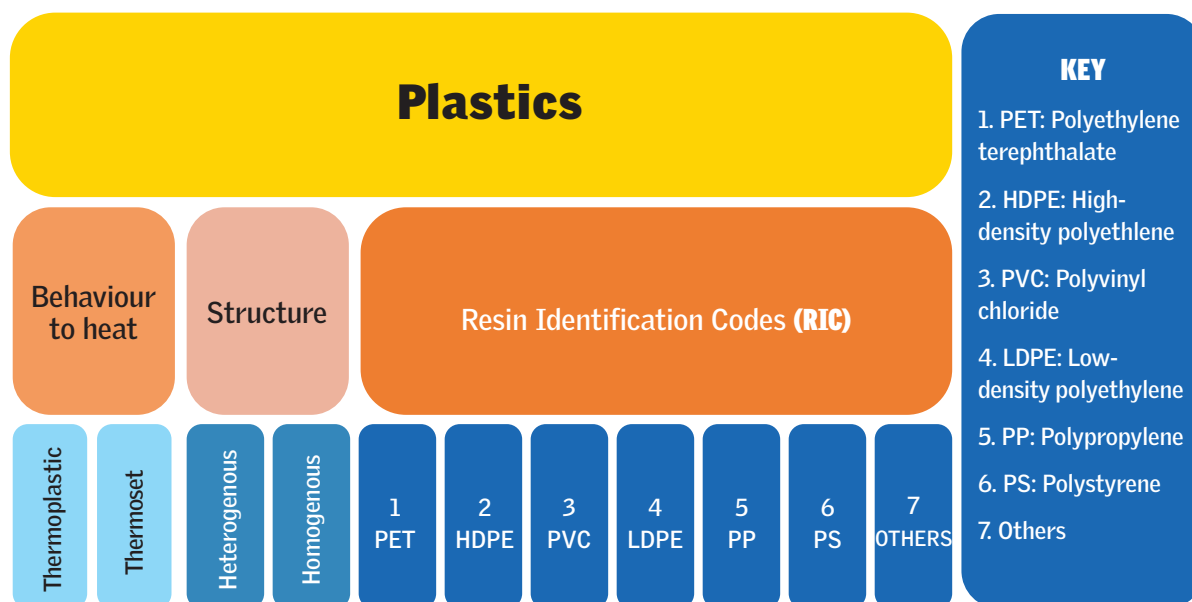 Plastics
Behaviour
to heat
Structure
Resin Identification Codes (RIC)
Thermoplastic
Thermoset
Heterogenous
Homogenous
1
PET
2
HDPE
3
PVC
4
LDPE
5
PP
6
PS
7
OTHERS
KEY
1. PET: Polyethylene
terephthalate
2. HDPE: High-
density polyethlene
3. PVC: Polyvinyl
chloride
4. LDPE: Low-
density polyethylene
5. PP: Polypropylene
6. PS: Polystyrene
7. Others